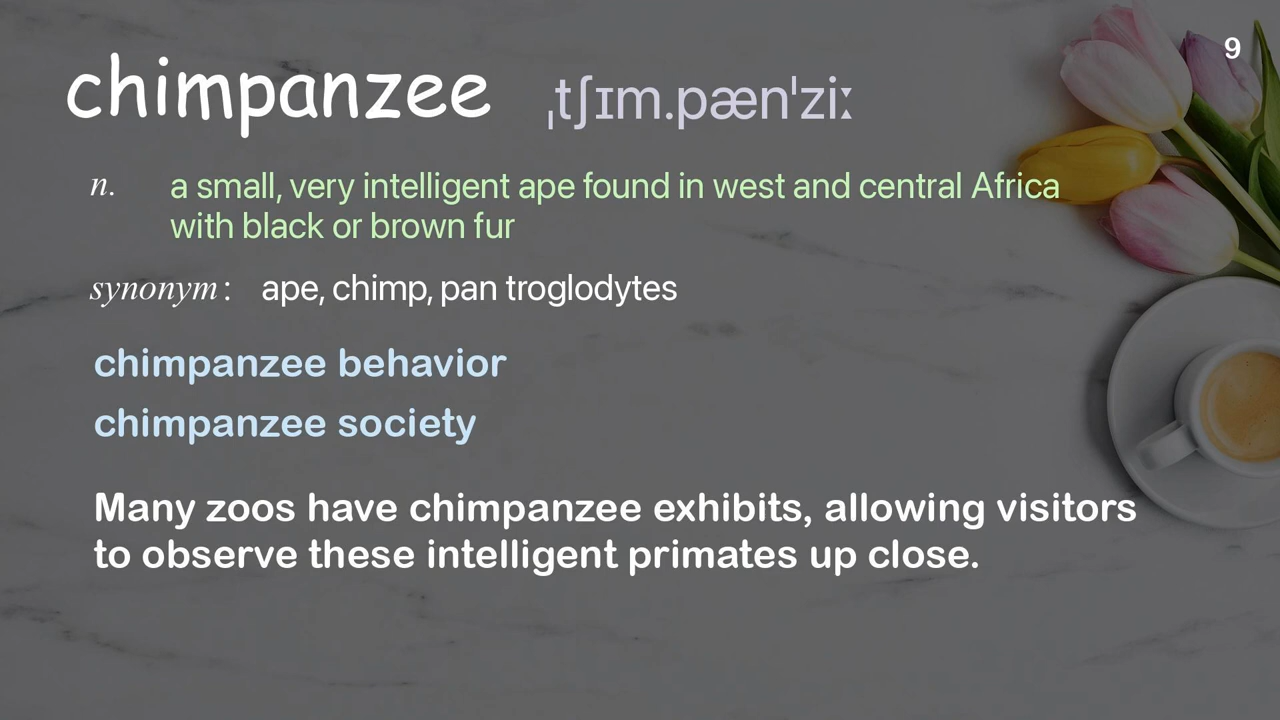 9
chimpanzee ˌtʃɪm.pænˈziː
n. a small, very intelligent ape found in west and central Africa
with black or brown fur
synonym: ape, chimp, pan troglodytes
chimpanzee behavior
chimpanzee society
Many zoos have chimpanzee exhibits, allowing visitors
to observe these intelligent primates up close.